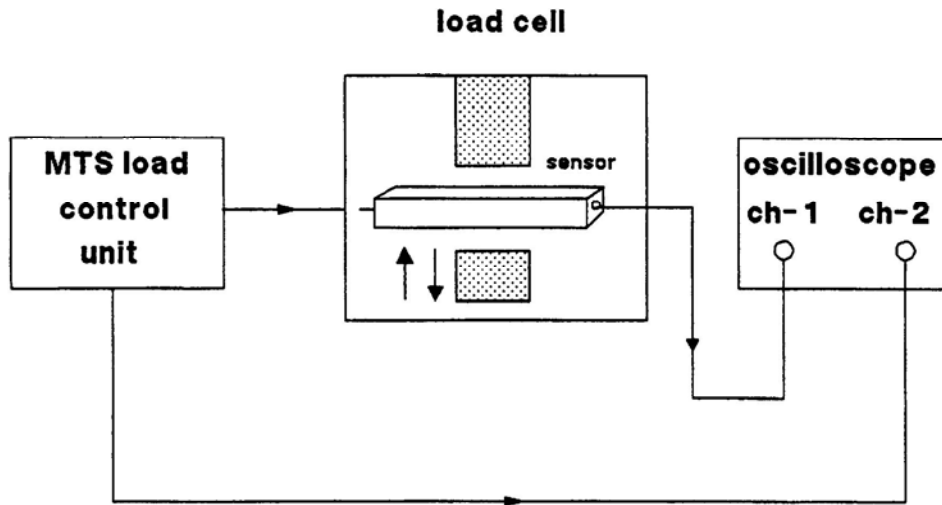 load cell
MTS load
control
unit
sensor
oscilloscope
ch-1 ch-2